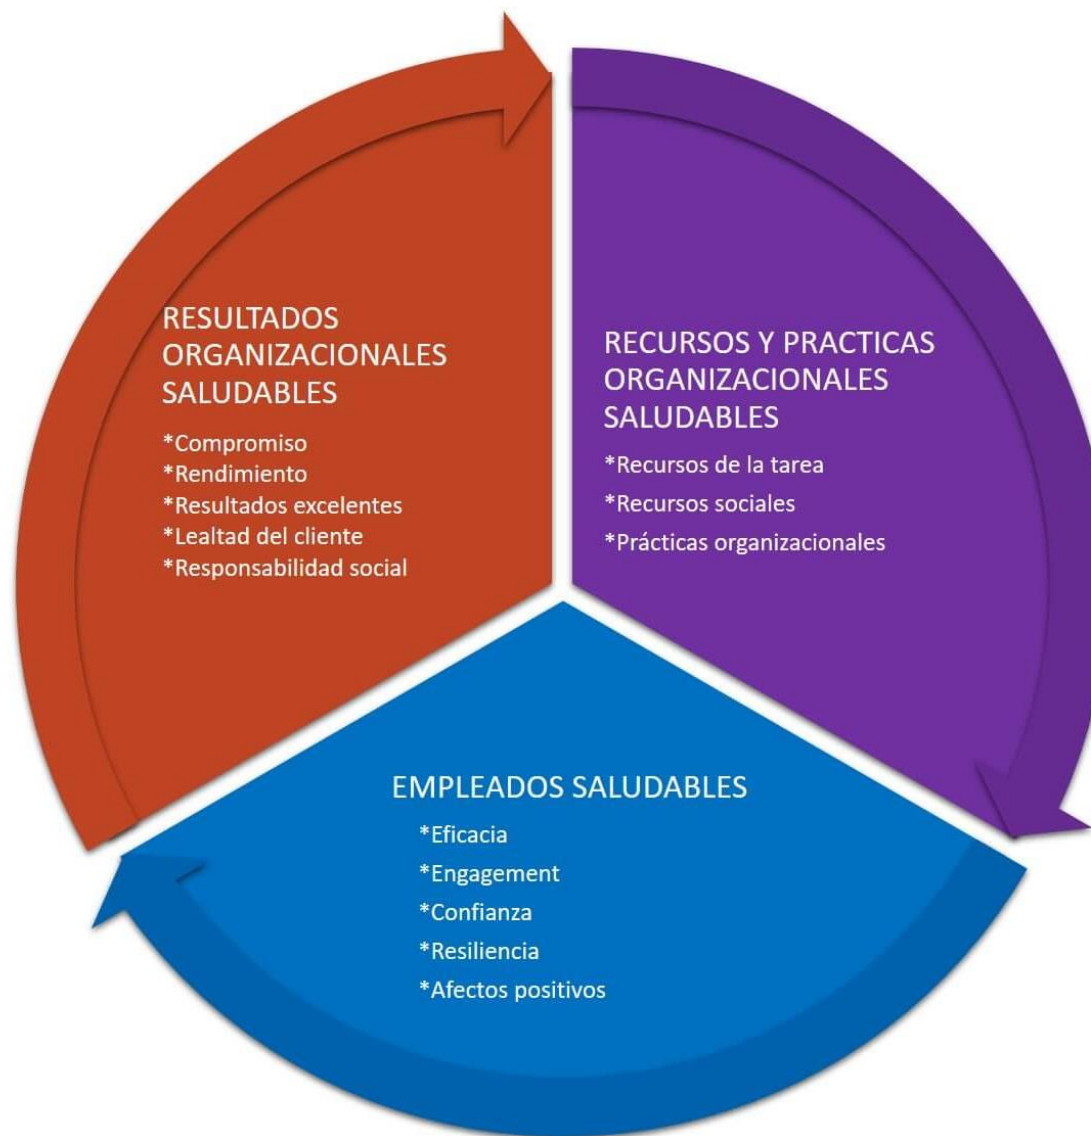 RESULTADOS
ORGANIZACIONALES
SALUDABLES
*Compromiso
*Rendimiento
*Resultados excelentes
*Lealtad del cliente
*Responsabilidad social
RECURSOS Y PRACTICAS
ORGANIZACIONALES
SALUDABLES
*Recursos de la tarea
*Recursos sociales
*Prácticas organizacionales
EMPLEADOS SALUDABLES
*Eficacia
*Engagement
*Confianza
*Resiliencia
*Afectos positivos